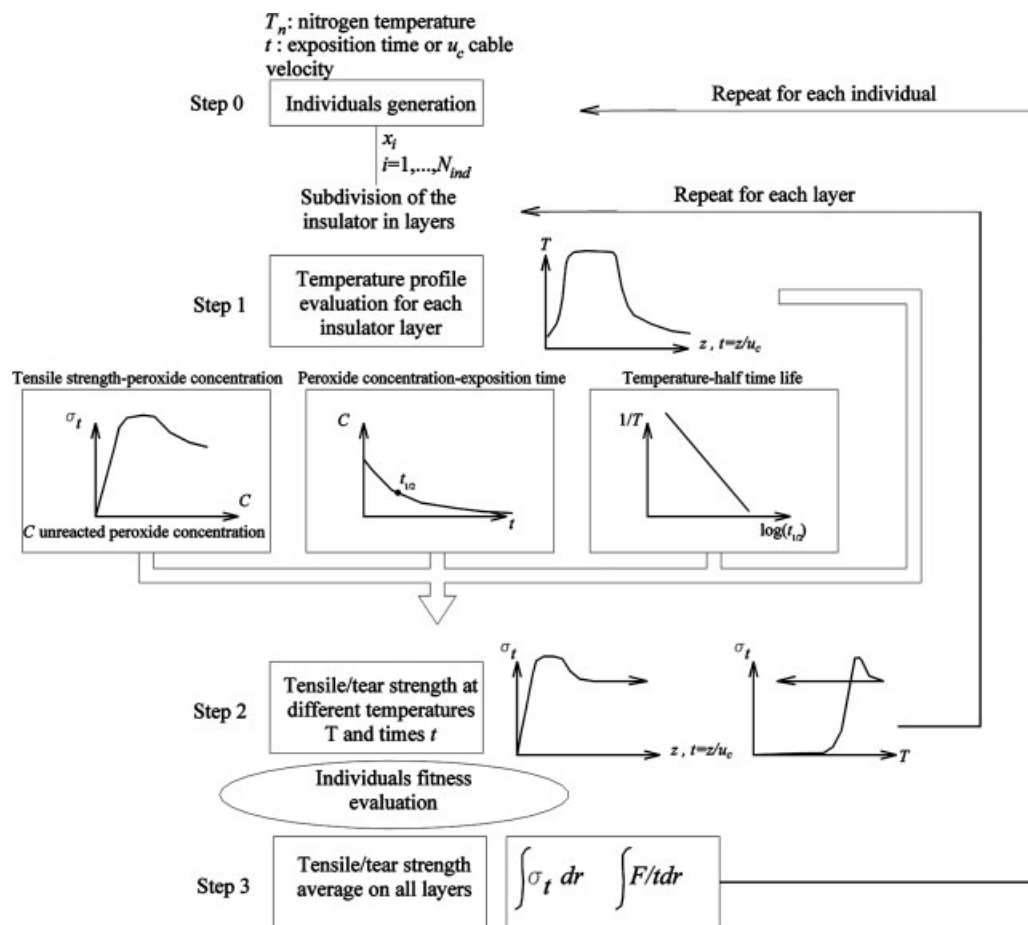 T_n: nitrogen temperature
t : exposition time or u_c cable
velocity
Step 0
Individuals generation
Repeat for each individual
x_i
i=1,...,N_ind
Subdivision of the
insulator in layers
Repeat for each layer
Step 1
Temperature profile
evaluation for each
insulator layer
T
z , t=z/u_c
Tensile strength-peroxide concentration
σ_t
C
C unreacted peroxide concentration
Peroxide concentration-exposition time
C
t_1/2
t
Temperature-half time life
1/T
log(t_1/2)
Step 2
Tensile/tear strength at
different temperatures
T and times t
σ_t
z , t=z/u_c
σ_t
T
Individuals fitness
evaluation
Step 3
Tensile/tear strength
average on all layers
∫σ_t dr ∫F/tdr